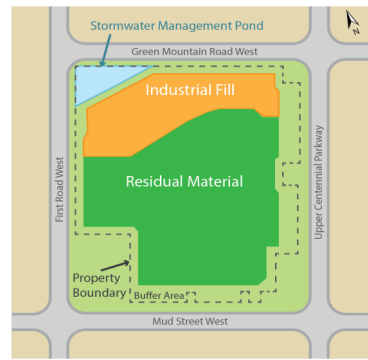 Stormwater Management Pond
Green Mountain Road West
N
Industrial Fill
Residual Material
First Road West
Upper Centennial Parkway
Property
Boundary
Buffer Area
Mud Street West